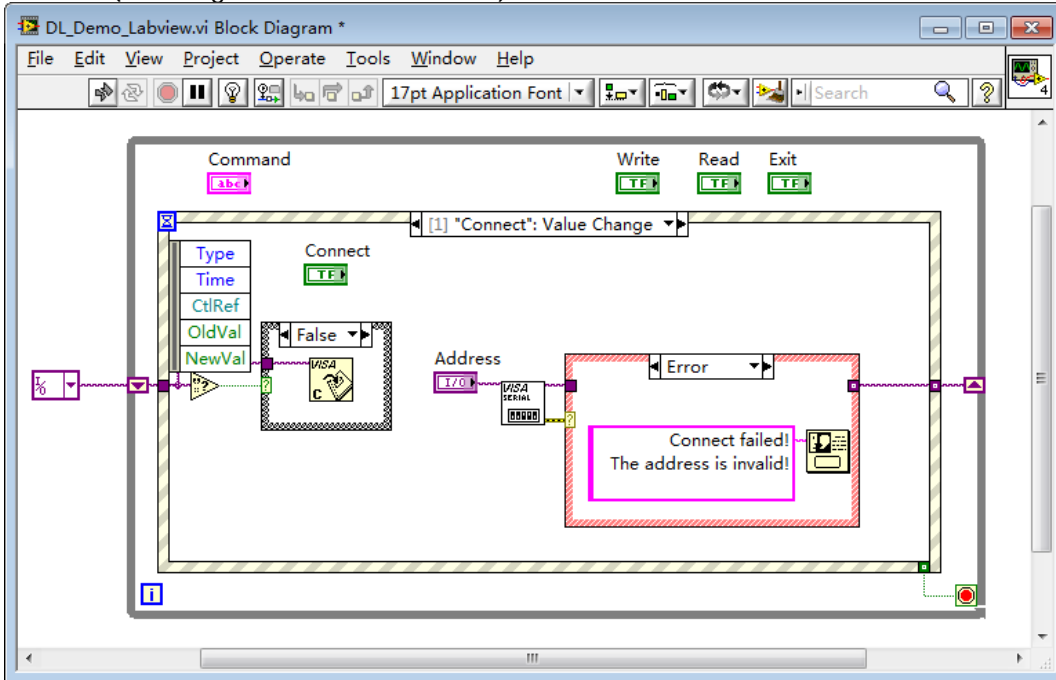 DL_Demo_Labview.vi Block Diagram *
File Edit View Project Operate Tools Window Help
17pt Application Font
Search
4
Command
abc
Write Read Exit
TF TF TF
[1] "Connect": Value Change
Type
Time
CtlRef
OldVal
NewVal
Connect
TF
False
VISA
C
I/O
?
?
Address
I/O
VISA
SERIAL
Error
?
Connect failed!
The address is invalid!
i